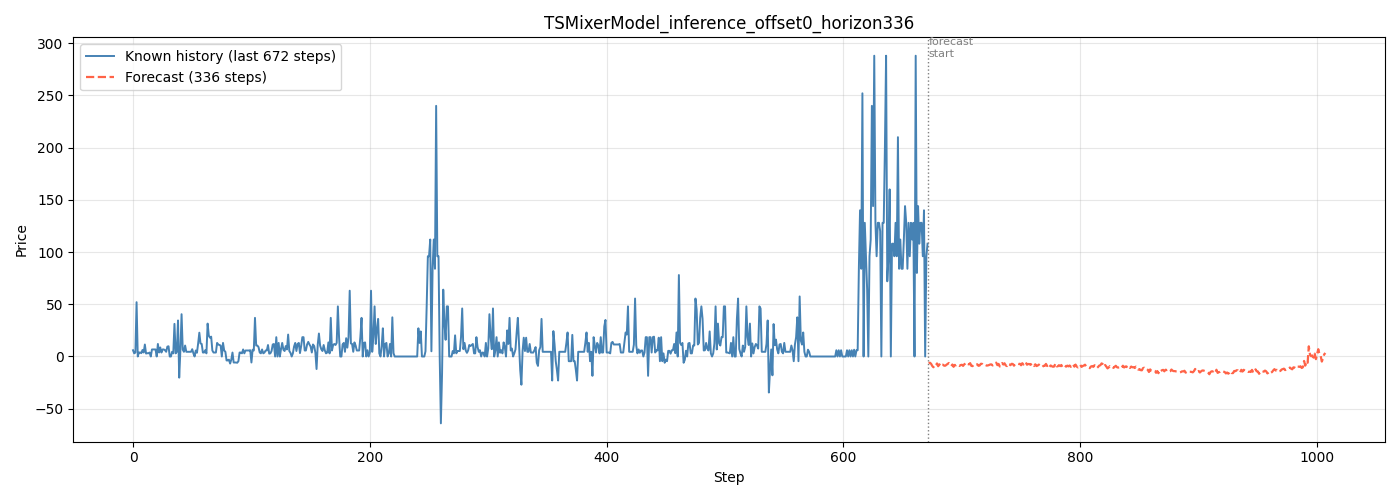 TSMixerModel_inference_offset0_horizon336
Known history (last 672 steps)
Forecast (336 steps)
forecast
start
300
250
200
150
100
50
0
−50
Price
0
200
400
600
800
1000
Step